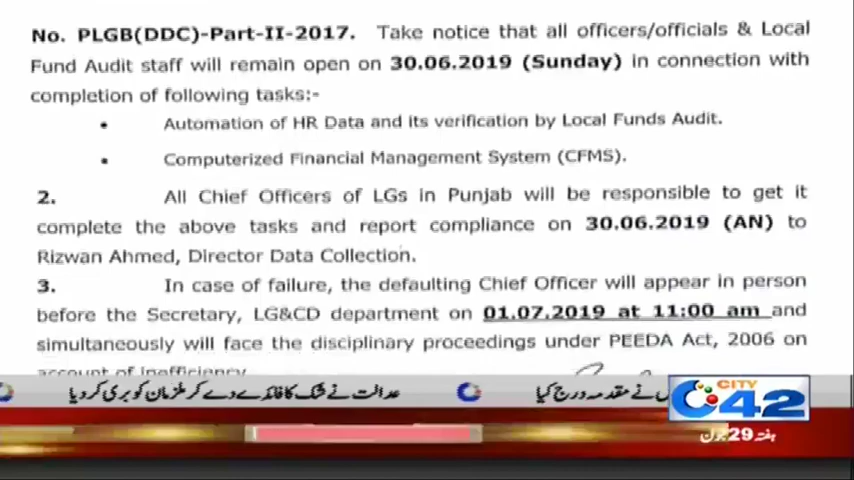 No. PLGB(DDC)-Part-II-2017. Take notice that all officers/officials & Local
Fund Audit staff will remain open on 30.06.2019 (Sunday) in connection with
completion of following tasks:-
• Automation of HR Data and its verification by Local Funds Audit.
• Computerized Financial Management System (CFMS).
2. All Chief Officers of LGs in Punjab will be responsible to get it
complete the above tasks and report compliance on 30.06.2019 (AN) to
Rizwan Ahmed, Director Data Collection.
3. In case of failure, the defaulting Chief Officer will appear in person
before the Secretary, LG&CD department on 01.07.2019 at 11:00 am and
simultaneously will face the disciplinary proceedings under PEEDA Act, 2006 on
account of Inefficiency
نے مقدمہ درج کیا
عدالت نے شک کا فائدے دے کر ملزمان کو بری کر دیا
CITY
42
ہفتہ 29 جون